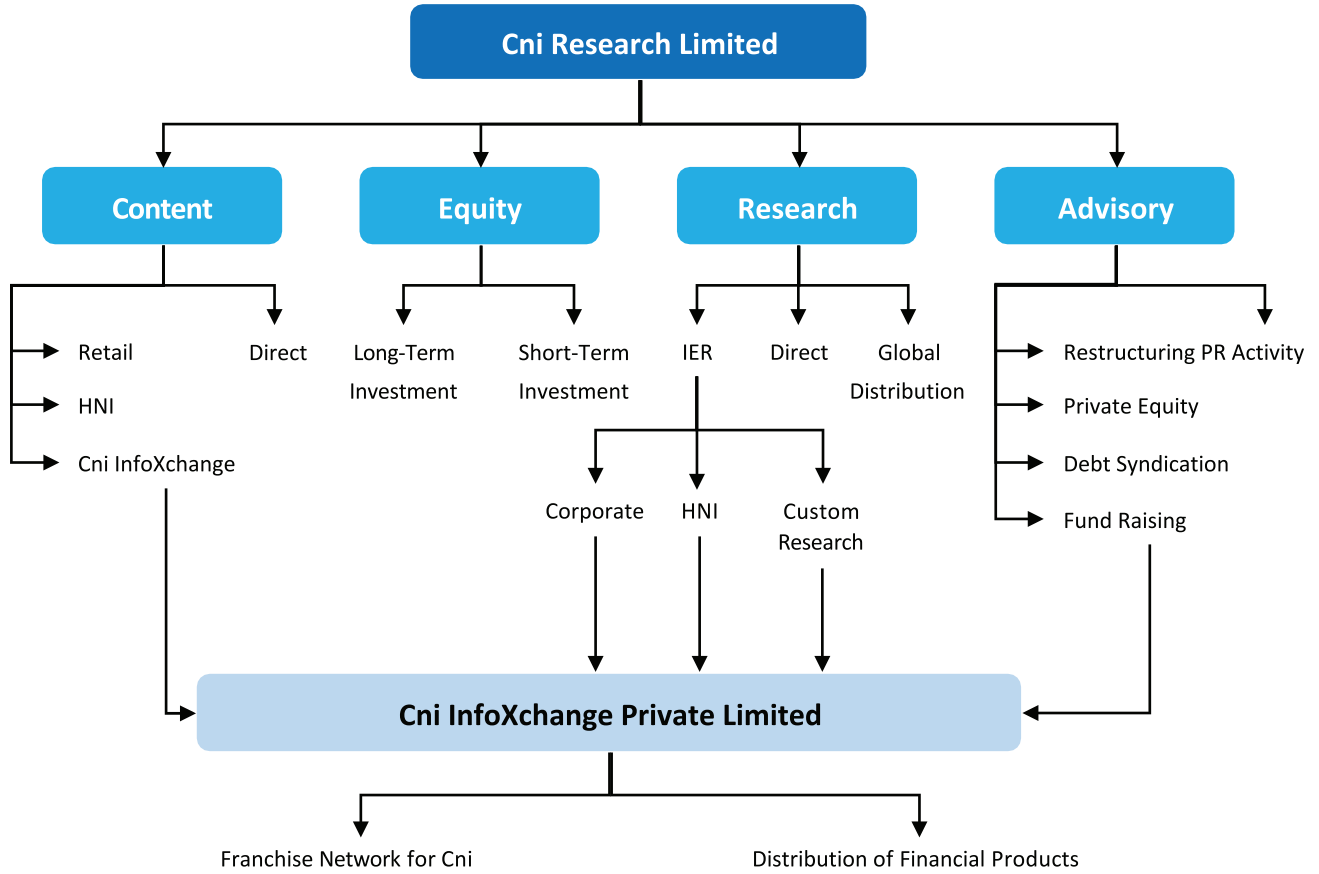 Cni Research Limited
Content
Equity
Research
Advisory
Retail
Direct
Long-Term
Investment
Short-Term
Investment
IER
Direct
Global
Distribution
Restructuring PR Activity
HNI
Private Equity
Cni InfoXchange
Debt Syndication
Corporate
HNI
Custom
Research
Fund Raising
Cni InfoXchange Private Limited
Franchise Network for Cni
Distribution of Financial Products